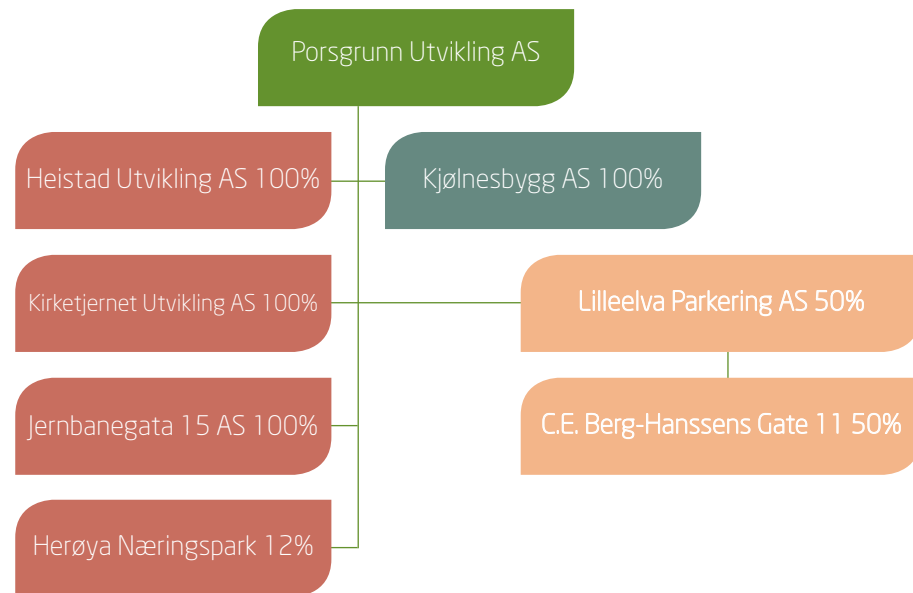 Porsgrunn Utvikling AS
Heistad Utvikling AS 100%
Kjølnesbygg AS 100%
Kirketjernet Utvikling AS 100%
Lilleelva Parkering AS 50%
Jernbanegata 15 AS 100%
C.E. Berg-Hanssens Gate 11 50%
Herøya Næringspark 12%